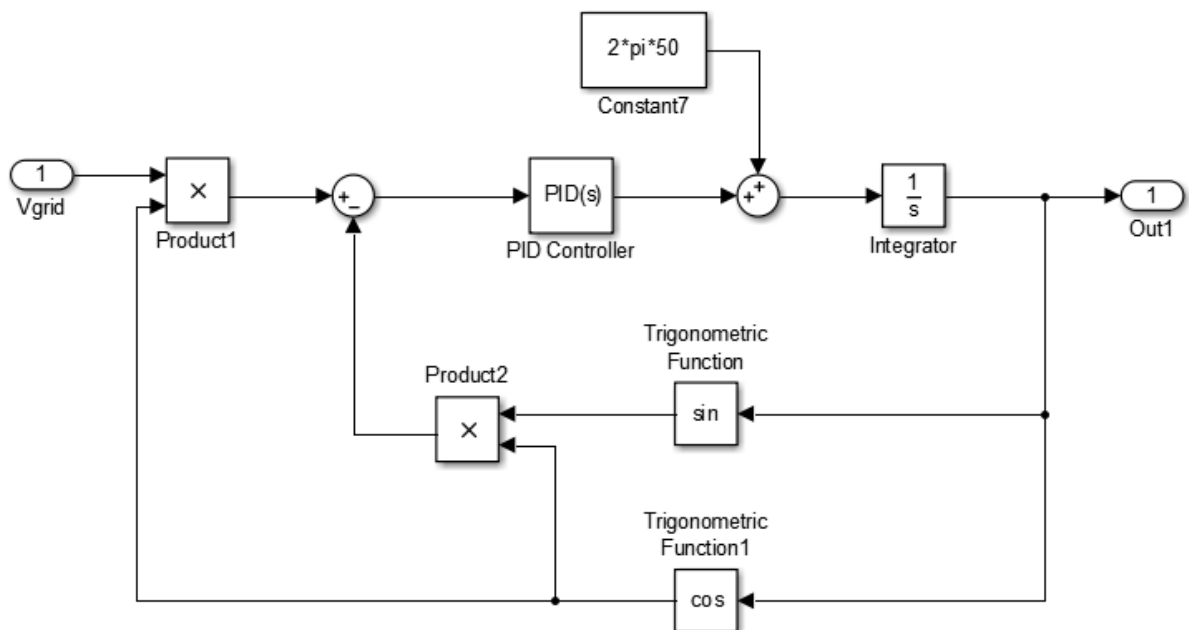 2*pi*50
Constant7
1
Vgrid
×
Product1
+
−
PID(s)
PID Controller
+
+
1
s
Integrator
1
Out1
Trigonometric
Function
sin
Product2
×
Trigonometric
Function1
cos